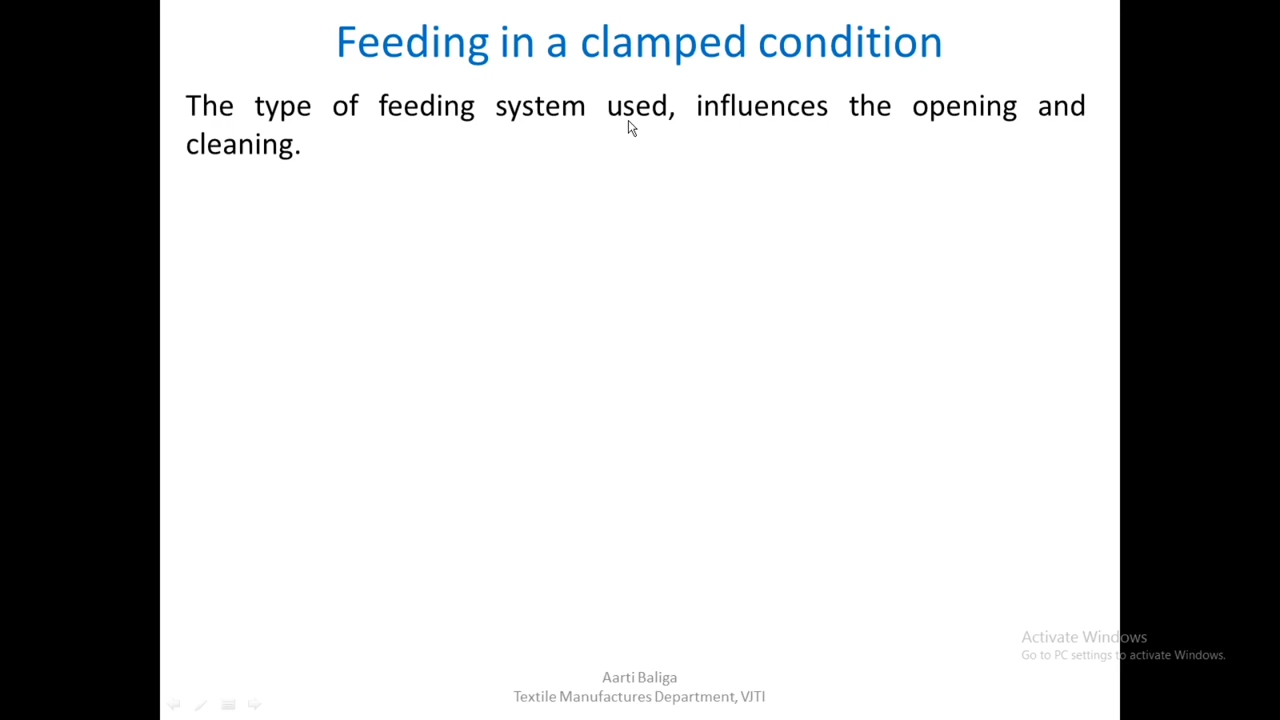 Feeding in a clamped condition
The type of feeding system used, influences the opening and
cleaning.
Activate Windows
Go to PC settings to activate Windows.
Aarti Baliga
Textile Manufactures Department, VJTI